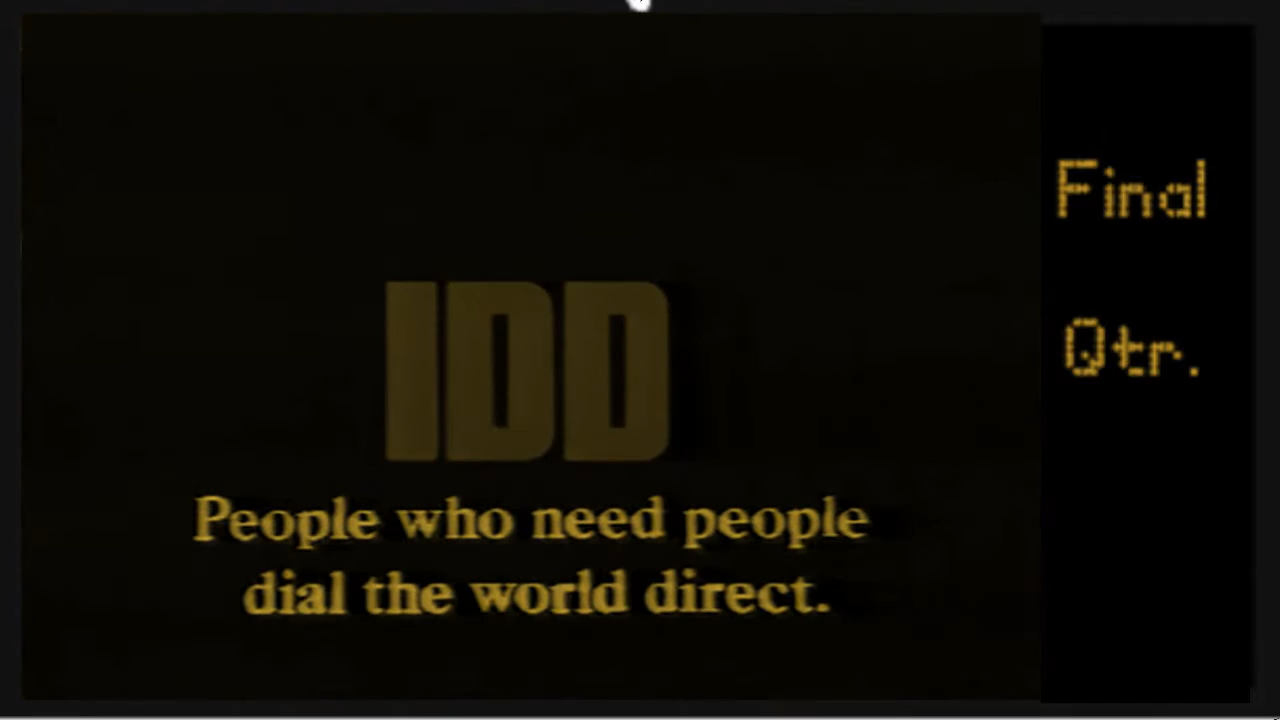 IDD
People who need people
dial the world direct.
Final
Qtr.